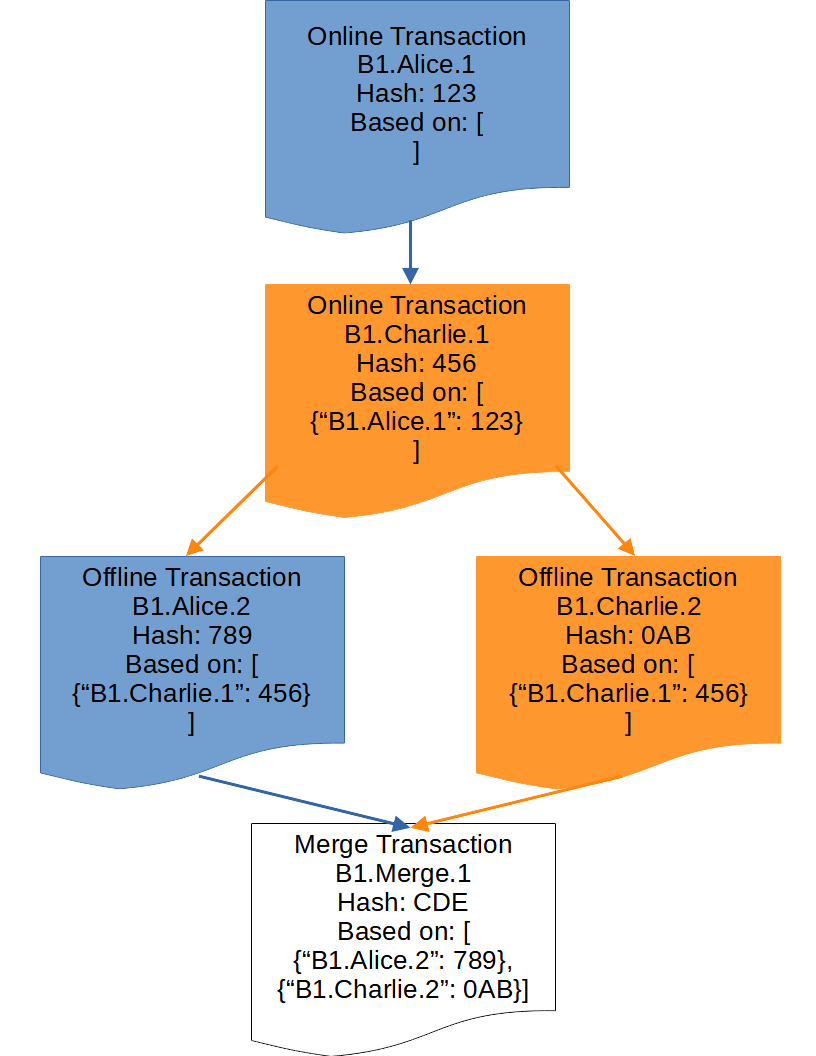 Online Transaction
B1.Alice.1
Hash: 123
Based on: [
]
Online Transaction
B1.Charlie.1
Hash: 456
Based on: [
{“B1.Alice.1”: 123}
]
Offline Transaction
B1.Alice.2
Hash: 789
Based on: [
{“B1.Charlie.1”: 456}
]
Offline Transaction
B1.Charlie.2
Hash: 0AB
Based on: [
{“B1.Charlie.1”: 456}
]
Merge Transaction
B1.Merge.1
Hash: CDE
Based on: [
{“B1.Alice.2”: 789},
{“B1.Charlie.2”: 0AB}]